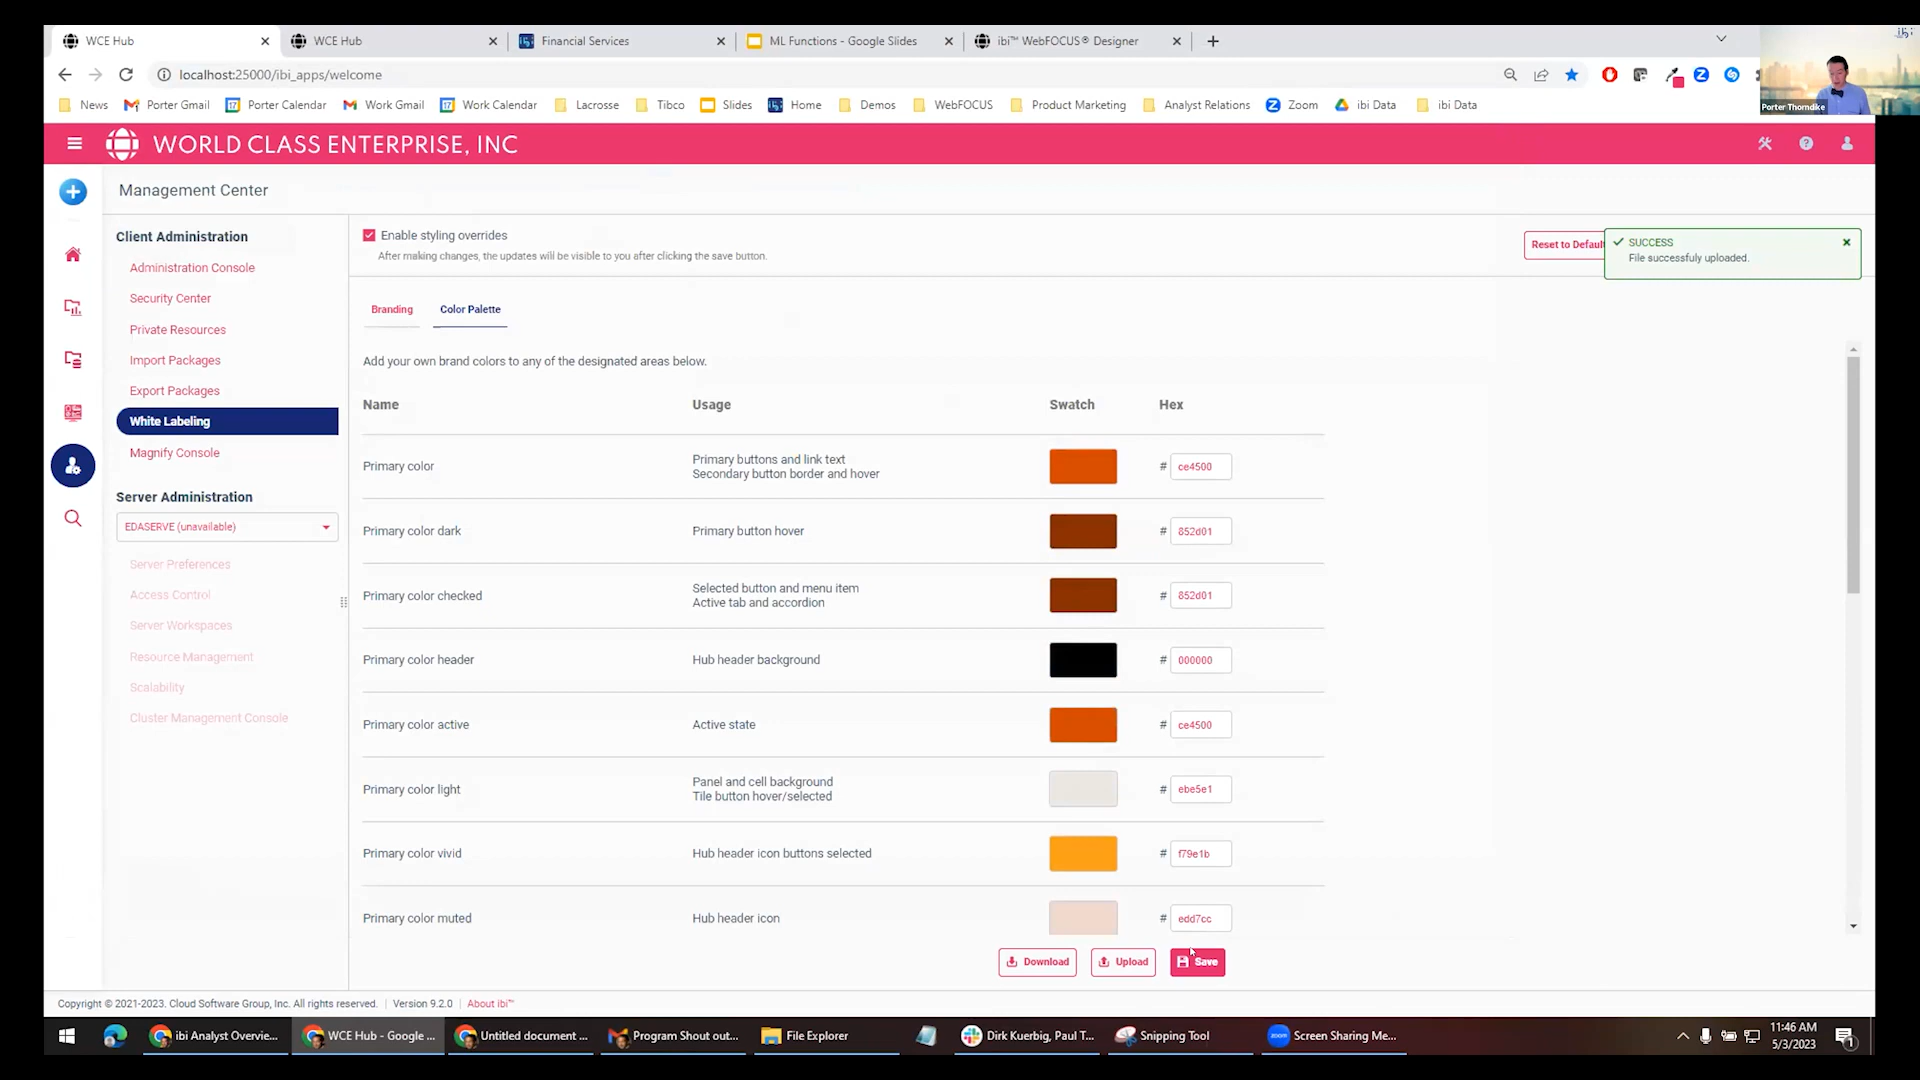 WCE Hub
WCE Hub
Financial Services
ML Functions - Google Slides
ibi™ WebFOCUS® Designer
localhost:25000/ibi_apps/welcome
News
Porter Gmail
Porter Calendar
Work Gmail
Work Calendar
Lacrosse
Tibco
Slides
Home
Demos
WebFOCUS
Product Marketing
Analyst Relations
Zoom
ibi Data
ibi Data
Porter Thorndike
WORLD CLASS ENTERPRISE, INC
Management Center
Client Administration
Administration Console
Security Center
Private Resources
Import Packages
Export Packages
White Labeling
Magnify Console
Server Administration
EDASERVE (unavailable)
Server Preferences
Access Control
Server Workspaces
Resource Management
Scalability
Cluster Management Console
Enable styling overrides
After making changes, the updates will be visible to you after clicking the save button.
Reset to Default
SUCCESS
File successfuly uploaded.
Branding
Color Palette
Add your own brand colors to any of the designated areas below.
Name Usage Swatch Hex
Primary color
Primary buttons and link text
Secondary button border and hover
# ce4500
Primary color dark
Primary button hover
# 852d01
Primary color checked
Selected button and menu item
Active tab and accordion
# 852d01
Primary color header
Hub header background
# 000000
Primary color active
Active state
# ce4500
Primary color light
Panel and cell background
Tile button hover/selected
# ebe5e1
Primary color vivid
Hub header icon buttons selected
# f79e1b
Primary color muted
Hub header icon
# edd7cc
Download
Upload
Save
Copyright © 2021-2023. Cloud Software Group, Inc. All rights reserved. | Version 9.2.0 | About ibi™
ibi Analyst Overvie...
WCE Hub - Google ...
Untitled document ...
Program Shout out...
File Explorer
Dirk Kuerbig, Paul T...
Snipping Tool
Screen Sharing Me...
11:46 AM
5/3/2023
1